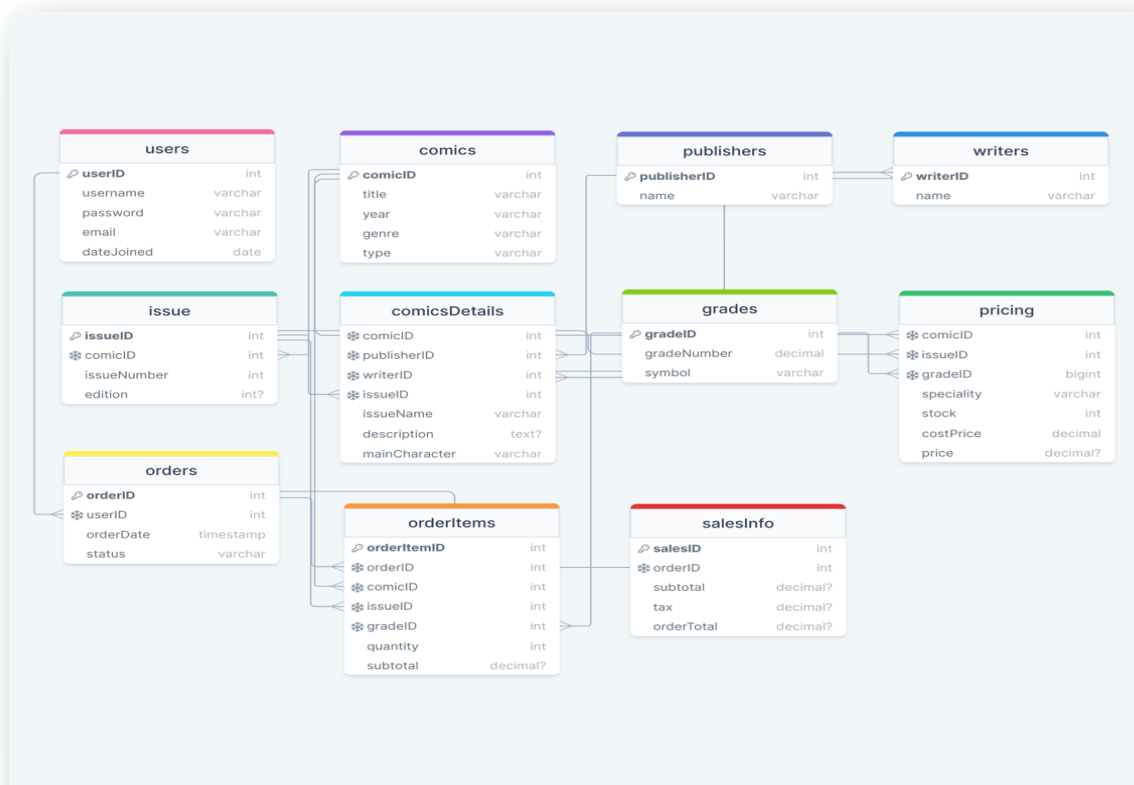 users
userID int
username varchar
password varchar
email varchar
dateJoined date
comics
comicID int
title varchar
year varchar
genre varchar
type varchar
publishers
publisherID int
name varchar
writers
writerID int
name varchar
issue
issueID int
comicID int
issueNumber int
edition int?
comicsDetails
comicID int
publisherID int
writerID int
issueID int
issueName varchar
description text?
mainCharacter varchar
grades
gradeID int
gradeNumber decimal
symbol varchar
pricing
comicID int
issueID int
gradeID bigint
speciality varchar
stock int
costPrice decimal
price decimal?
orders
orderID int
userID int
orderDate timestamp
status varchar
orderItems
orderItemID int
orderID int
comicID int
issueID int
gradeID int
quantity int
subtotal decimal?
salesInfo
salesID int
orderID int
subtotal decimal?
tax decimal?
orderTotal decimal?